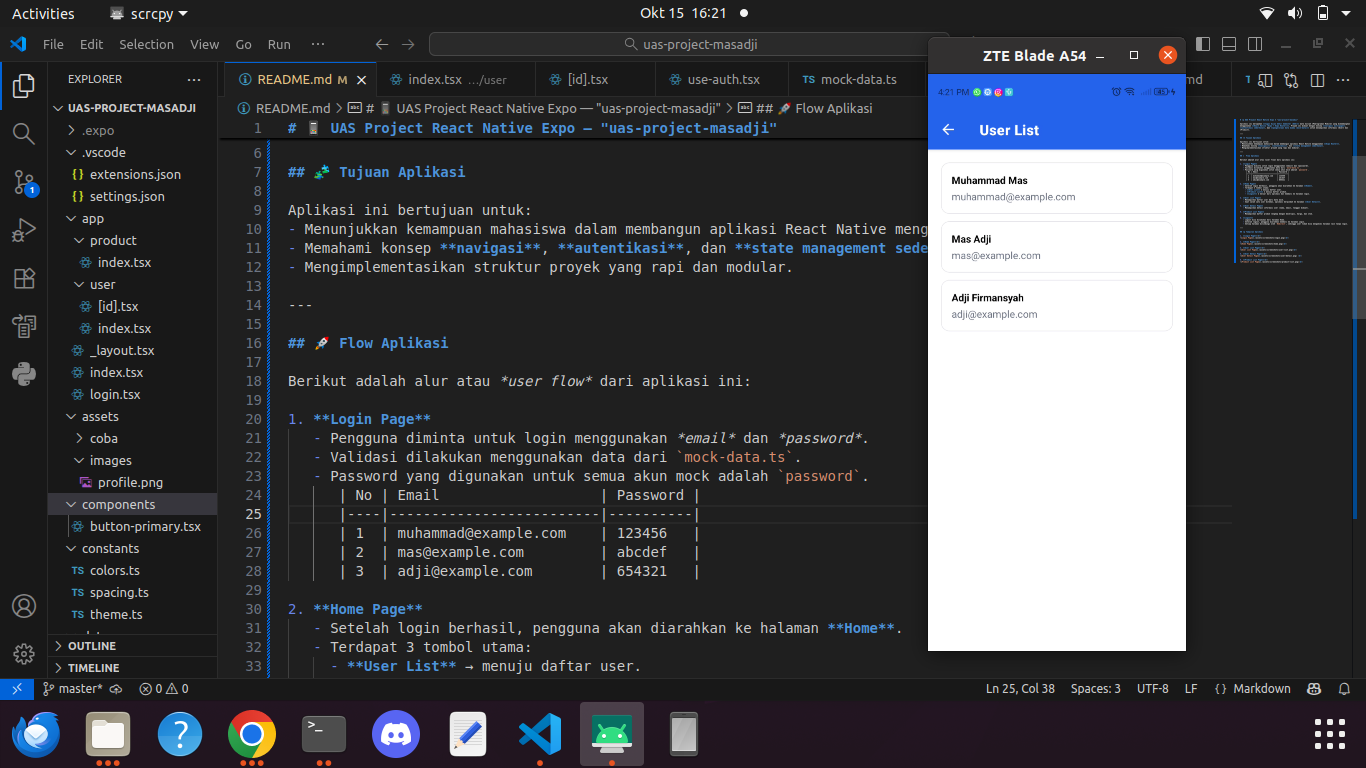 Activities
scrcpy
Okt 15 16:21
File Edit Selection View Go Run ···
uas-project-masadji
EXPLORER
README.md M
index.tsx .../user
[id].tsx
use-auth.tsx
mock-data.ts
README.md > # 📱 UAS Project React Native Expo — "uas-project-masadji" > ## 🚀 Flow Aplikasi
UAS-PROJECT-MASADJI
.expo
.vscode
extensions.json
settings.json
app
product
index.tsx
user
[id].tsx
index.tsx
_layout.tsx
index.tsx
login.tsx
assets
coba
images
profile.png
components
button-primary.tsx
constants
colors.ts
spacing.ts
theme.ts
OUTLINE
TIMELINE
1 # 📱 UAS Project React Native Expo — "uas-project-masadji"
6
7 ## 🧩 Tujuan Aplikasi
8
9 Aplikasi ini bertujuan untuk:
10 - Menunjukkan kemampuan mahasiswa dalam membangun aplikasi React Native meng
11 - Memahami konsep **navigasi**, **autentikasi**, dan **state management sede
12 - Mengimplementasikan struktur proyek yang rapi dan modular.
13
14 ---
15
16 ## 🚀 Flow Aplikasi
17
18 Berikut adalah alur atau *user flow* dari aplikasi ini:
19
20 1. **Login Page**
21 - Pengguna diminta untuk login menggunakan *email* dan *password*.
22 - Validasi dilakukan menggunakan data dari `mock-data.ts`.
23 - Password yang digunakan untuk semua akun mock adalah `password`.
24 | No | Email | Password |
25 |----|-------------------------|----------|
26 | 1 | muhammad@example.com | 123456 |
27 | 2 | mas@example.com | abcdef |
28 | 3 | adji@example.com | 654321 |
29
30 2. **Home Page**
31 - Setelah login berhasil, pengguna akan diarahkan ke halaman **Home**.
32 - Terdapat 3 tombol utama:
33 - **User List** → menuju daftar user.
ZTE Blade A54
4:21 PM
User List
Muhammad Mas
muhammad@example.com
Mas Adji
mas@example.com
Adji Firmansyah
adji@example.com
md
master*
0 0
Ln 25, Col 38
Spaces: 3
UTF-8
LF
{} Markdown